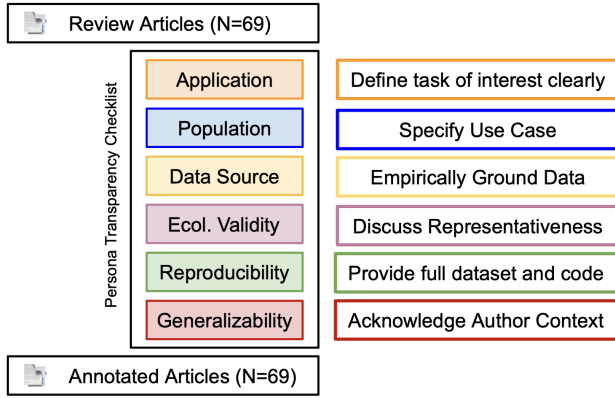 Review Articles (N=69)
Persona Transparency Checklist
Application
Define task of interest clearly
Population
Specify Use Case
Data Source
Empirically Ground Data
Ecol. Validity
Discuss Representativeness
Reproducibility
Provide full dataset and code
Generalizability
Acknowledge Author Context
Annotated Articles (N=69)